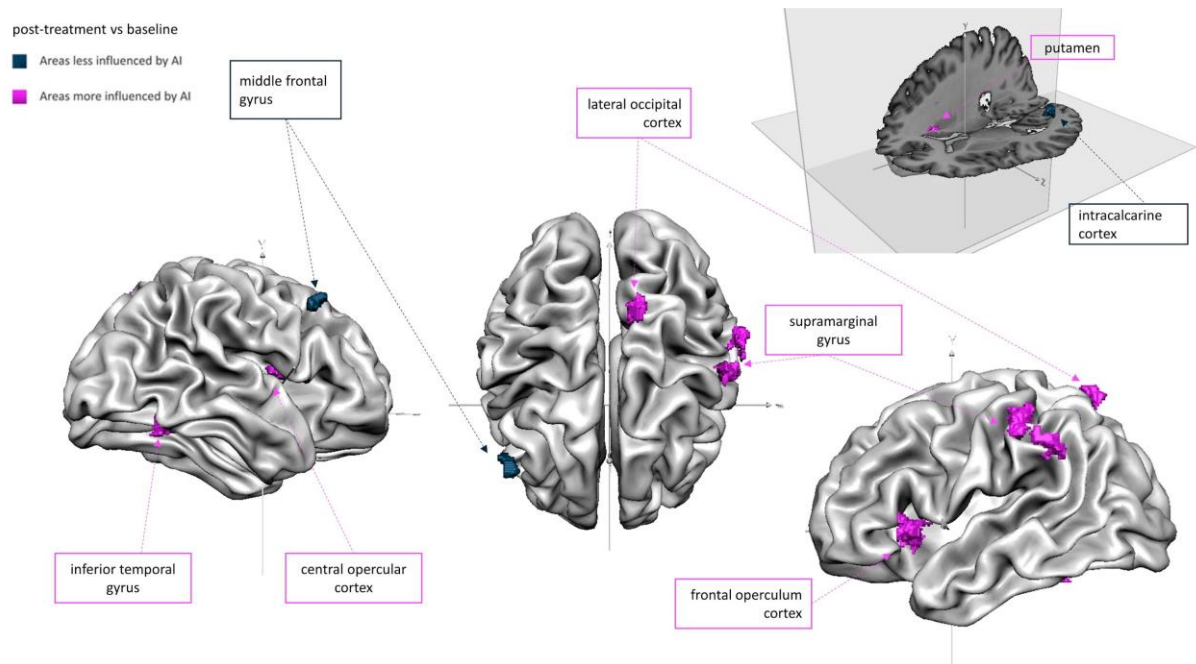 post-treatment vs baseline
Areas less influenced by AI
Areas more influenced by AI
middle frontal
gyrus
lateral occipital
cortex
putamen
intracalcarine
cortex
supramarginal
gyrus
inferior temporal
gyrus
central opercular
cortex
frontal operculum
cortex
Y
Z
Y
Y